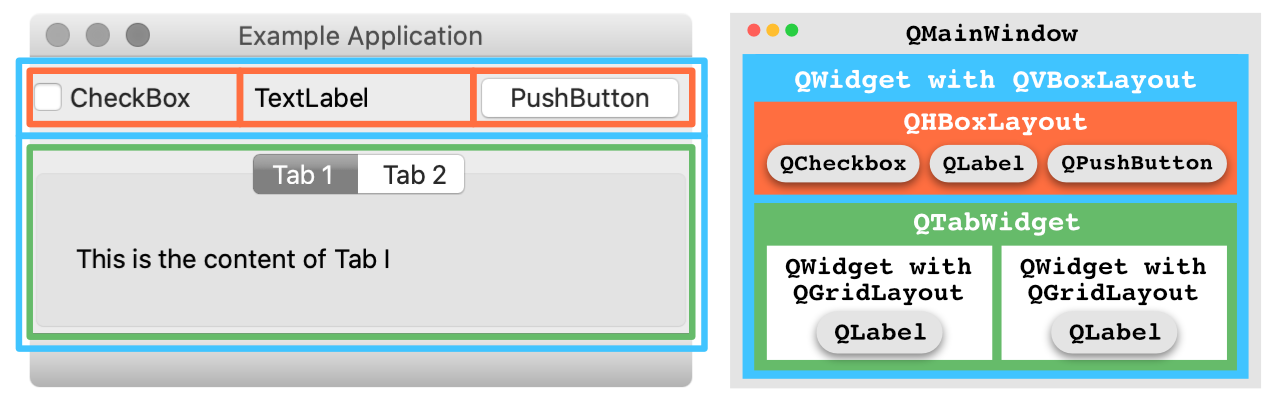 Example Application
CheckBox
TextLabel
PushButton
Tab 1
Tab 2
This is the content of Tab I
QMainWindow
QWidget with QVBoxLayout
QHBoxLayout
QCheckbox
QLabel
QPushButton
QTabWidget
QWidget with
QGridLayout
QLabel
QWidget with
QGridLayout
QLabel